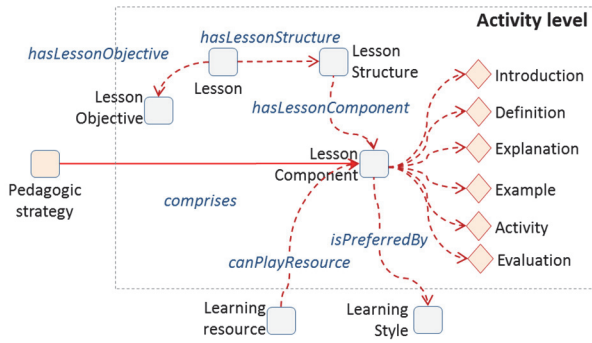 Activity level
hasLessonStructure
hasLessonObjective
Lesson
Structure
Lesson
Introduction
Lesson
Objective
hasLessonComponent
Definition
Lesson
Component
Explanation
Pedagogic
strategy
comprises
Example
isPreferredBy
Activity
canPlayResource
Evaluation
Learning
resource
Learning
Style